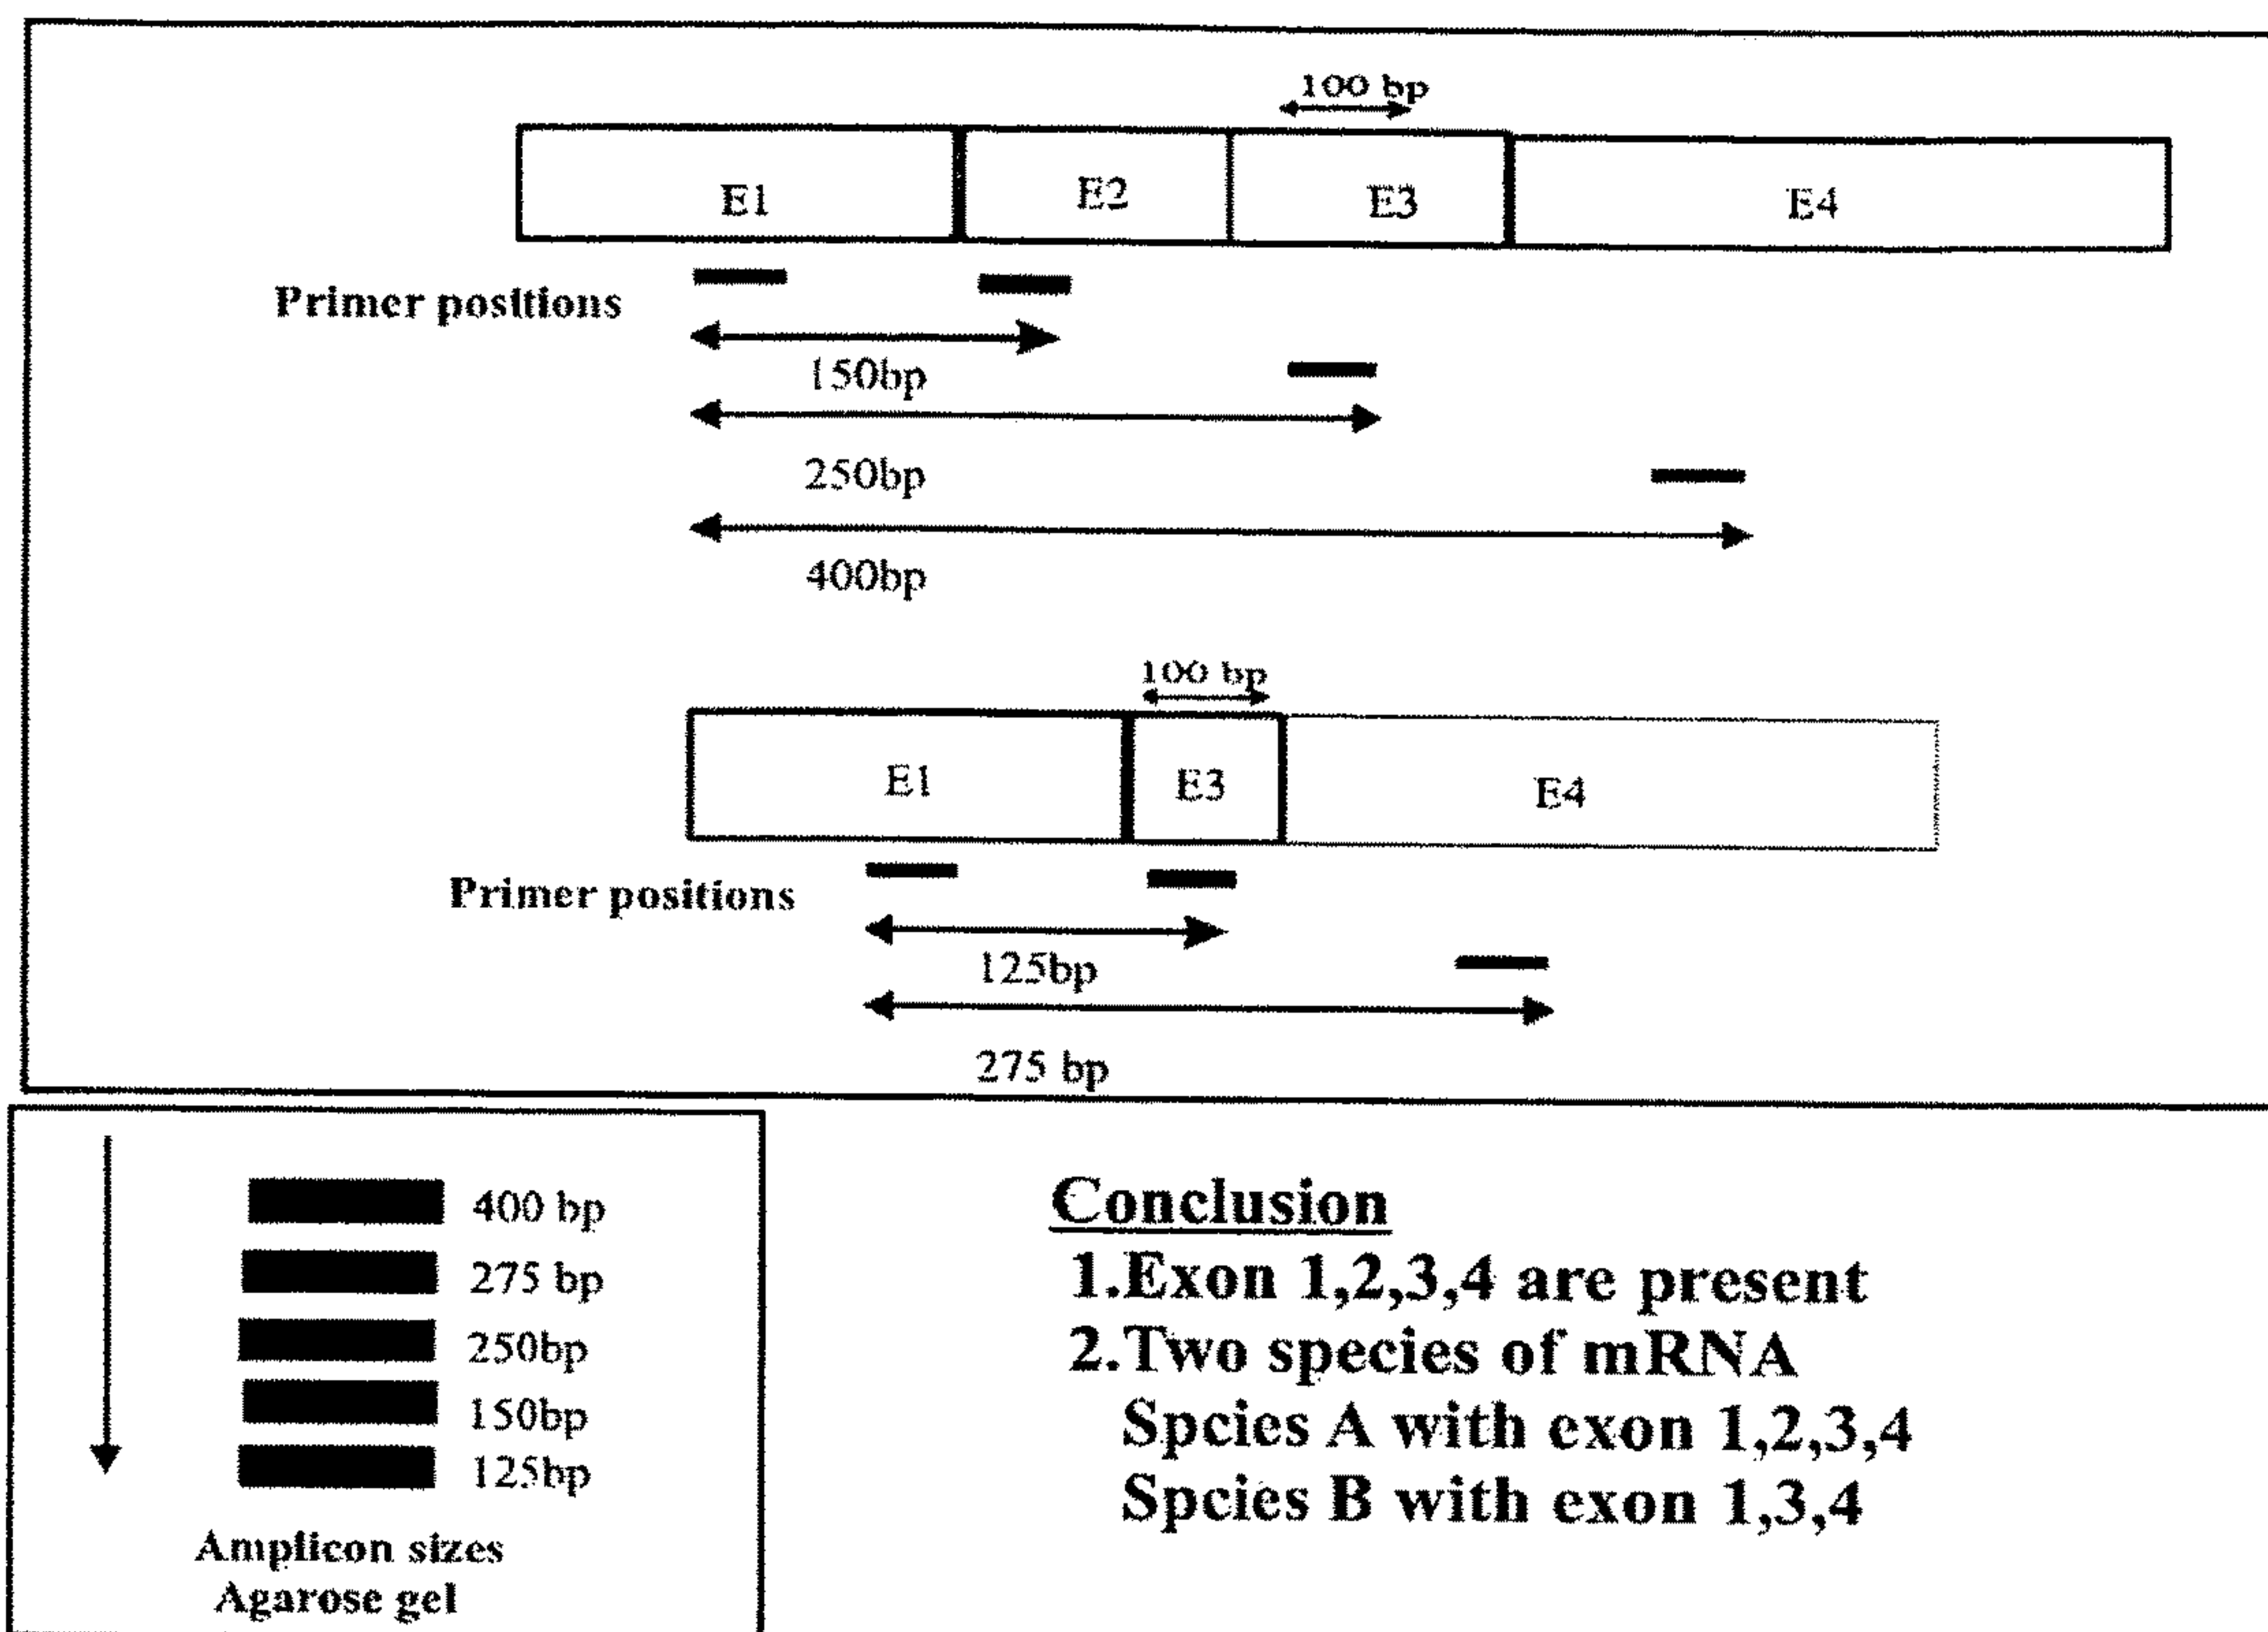 100 bp
E1 E2 E3 E4
Primer positions
150bp
250bp
400bp
100 bp
E1 E3 E4
Primer positions
125bp
275 bp
400 bp
275 bp
250bp
150bp
125bp
Amplicon sizes
Agarose gel
Conclusion
1.Exon 1,2,3,4 are present
2.Two species of mRNA
Spcies A with exon 1,2,3,4
Spcies B with exon 1,3,4